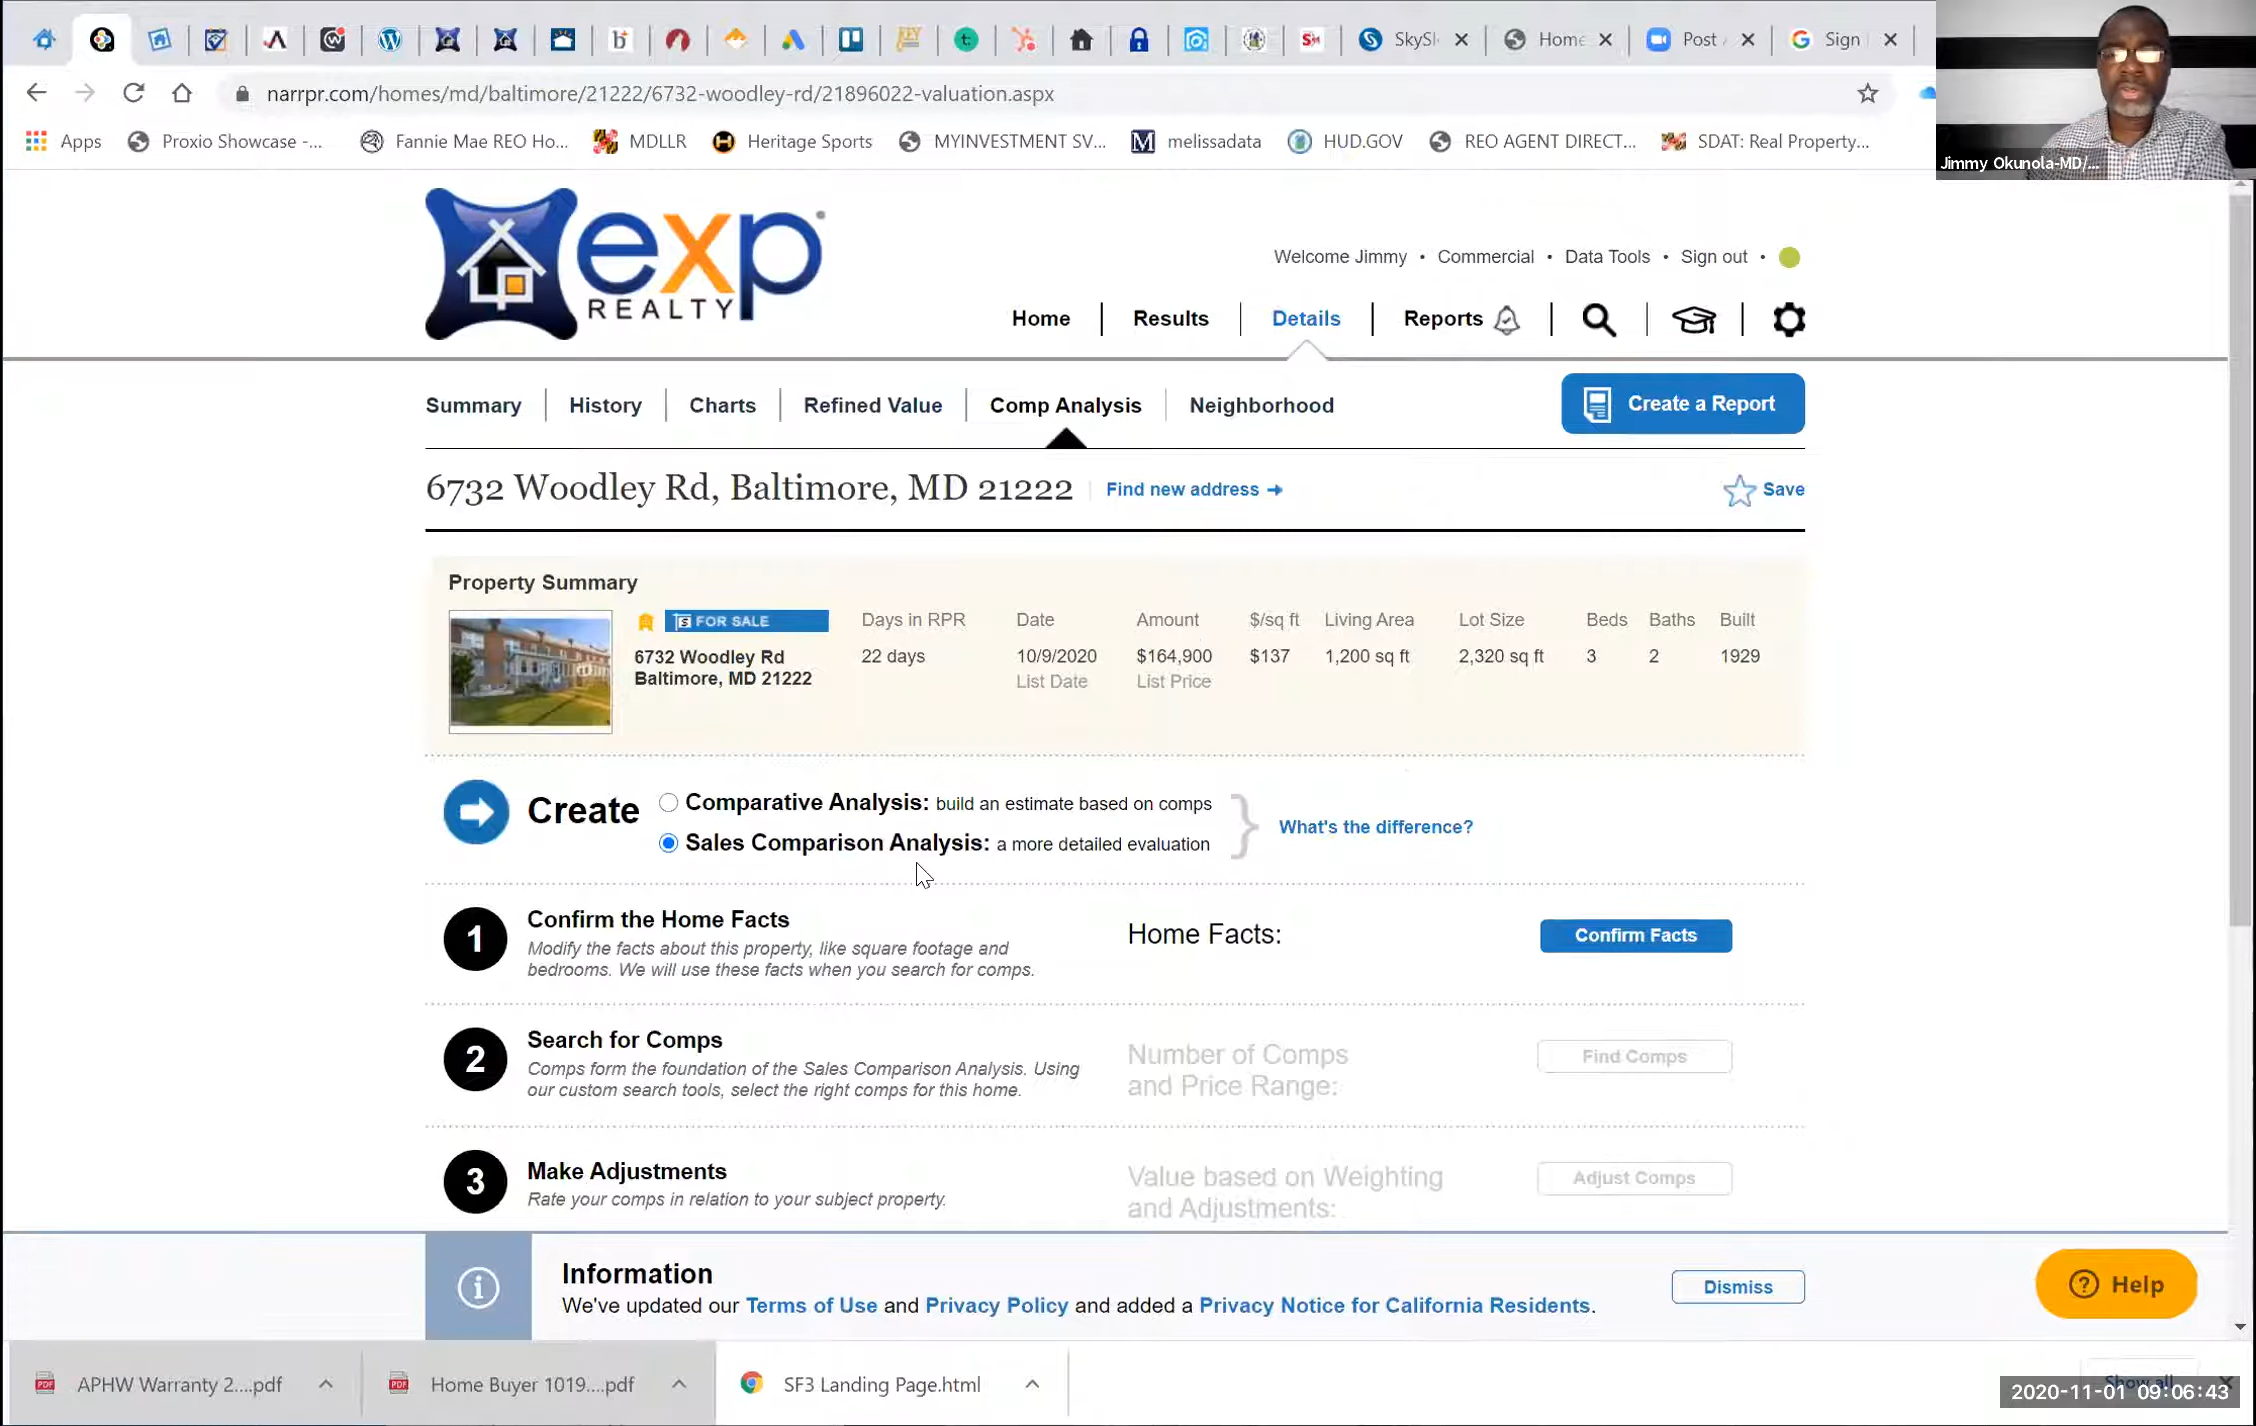 SkySl
Home
Post
Sign
narrpr.com/homes/md/baltimore/21222/6732-woodley-rd/21896022-valuation.aspx
Apps
Proxio Showcase -...
Fannie Mae REO Ho...
MDLLR
Heritage Sports
MYINVESTMENT SV...
melissadata
HUD.GOV
REO AGENT DIRECT...
SDAT: Real Property...
Jimmy Okunola-MD/...
exp
REALTY
Welcome Jimmy • Commercial • Data Tools • Sign out •
Home
Results
Details
Reports
Summary
History
Charts
Refined Value
Comp Analysis
Neighborhood
Create a Report
6732 Woodley Rd, Baltimore, MD 21222
Find new address
Save
Property Summary
FOR SALE
Days in RPR Date Amount $/sq ft Living Area Lot Size Beds Baths Built
6732 Woodley Rd
Baltimore, MD 21222
22 days 10/9/2020 $164,900 $137 1,200 sq ft 2,320 sq ft 3 2 1929
List Date List Price
Create
Comparative Analysis: build an estimate based on comps
Sales Comparison Analysis: a more detailed evaluation
What's the difference?
1
Confirm the Home Facts
Modify the facts about this property, like square footage and
bedrooms. We will use these facts when you search for comps.
Home Facts:
Confirm Facts
2
Search for Comps
Comps form the foundation of the Sales Comparison Analysis. Using
our custom search tools, select the right comps for this home.
Number of Comps
and Price Range:
Find Comps
3
Make Adjustments
Rate your comps in relation to your subject property.
Value based on Weighting
and Adjustments:
Adjust Comps
Information
We've updated our Terms of Use and Privacy Policy and added a Privacy Notice for California Residents.
Dismiss
Help
APHW Warranty 2....pdf
Home Buyer 1019....pdf
SF3 Landing Page.html
Show all
2020-11-01 09:06:43